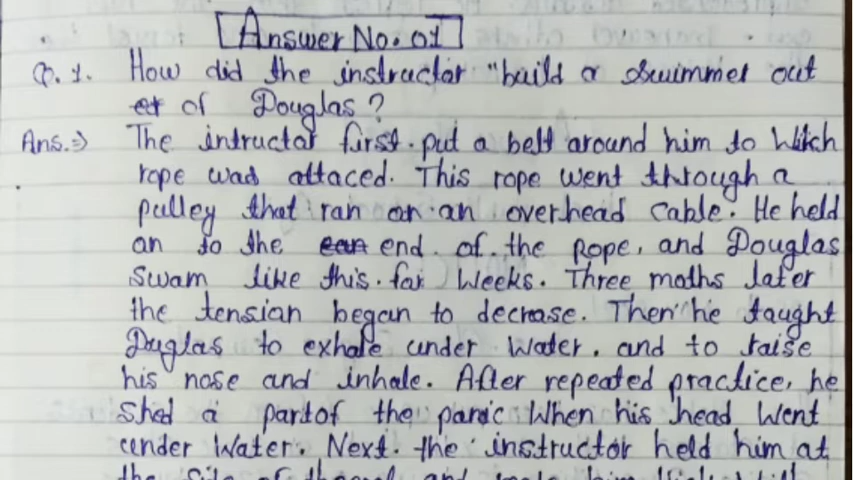 Answer No. 01
Q. 1. How did the instructor "build a swimmer out
of Douglas?
Ans.⇒ The intructor first put a belt around him to which
rope was attaced. This rope went through a
pulley that ran on an overhead cable. He held
on to the end of the rope, and Douglas
swam like this for weeks. Three moths later
the tensian began to decrase. Then he taught
Duglas to exhale under water, and to raise
his nose and inhale. After repeated practice, he
shed a part of the panic when his head went
under water. Next the instructor held him at
the side of and him